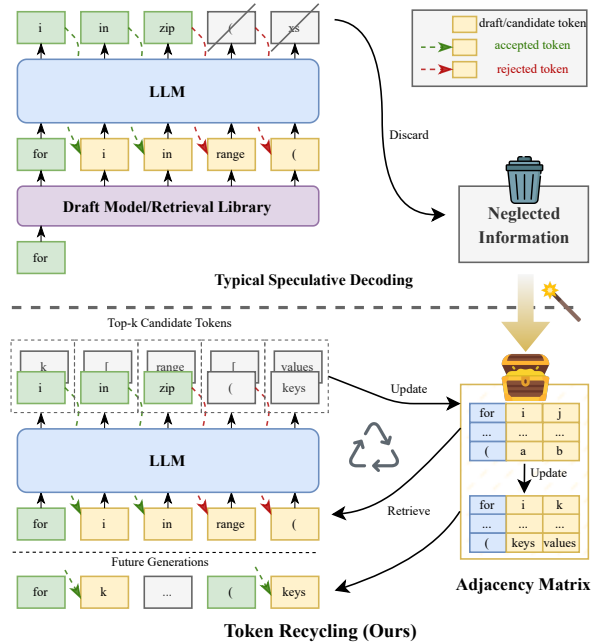 i in zip ( xs
draft/candidate token
accepted token
rejected token
LLM
Discard
for i in range (
Draft Model/Retrieval Library
Neglected
Information
for
Typical Speculative Decoding
Top-k Candidate Tokens
k [ range [ values
i in zip ( keys
Update
for i j
... ... ...
( a b
LLM
Update
Retrieve
for i k
... ... ...
( keys values
for i in range (
Future Generations
for k ... ( keys
Adjacency Matrix
Token Recycling (Ours)